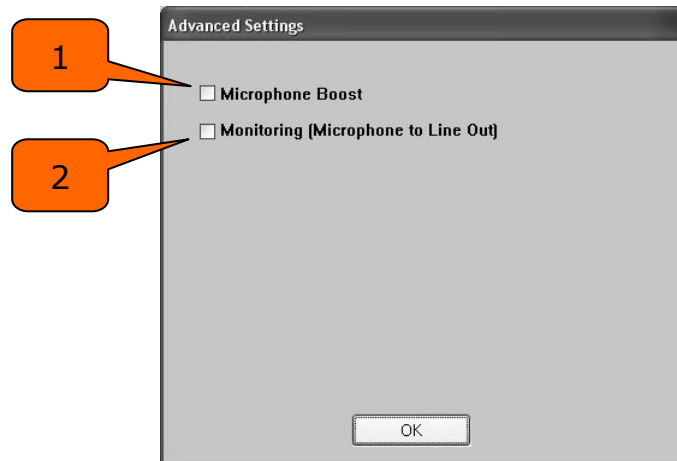 Advanced Settings
1
Microphone Boost
Monitoring (Microphone to Line Out)
2
OK